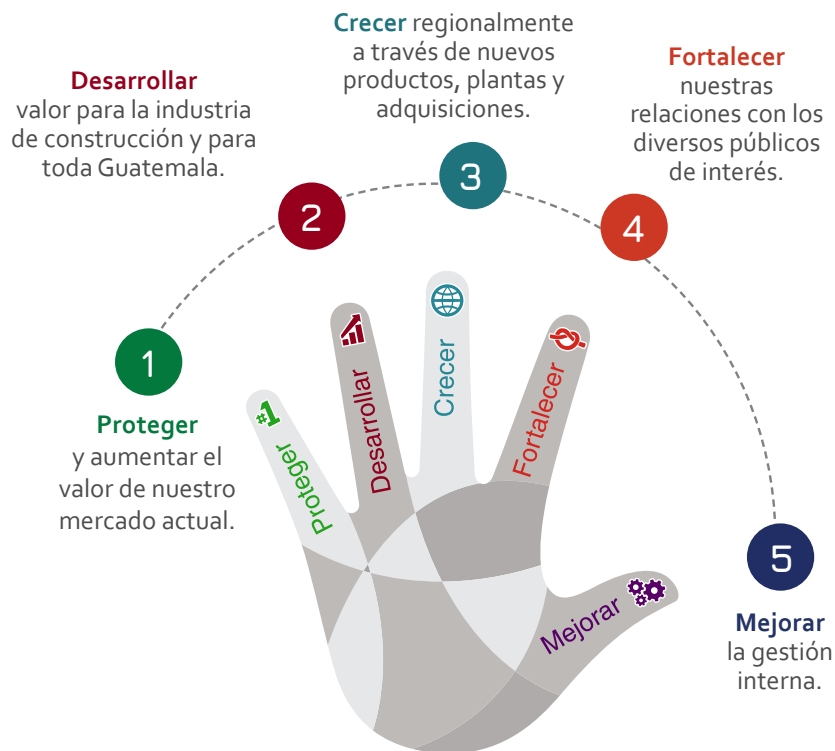 Crecer regionalmente
a través de nuevos
productos, plantas y
adquisiciones.
Desarrollar
valor para la industria
de construcción y para
toda Guatemala.
Fortalecer
nuestras
relaciones con los
diversos públicos
de interés.
3
2
4
1
Proteger
y aumentar el
valor de nuestro
mercado actual.
#1
Proteger
Desarrollar
Crecer
Fortalecer
Mejorar
5
Mejorar
la gestión
interna.